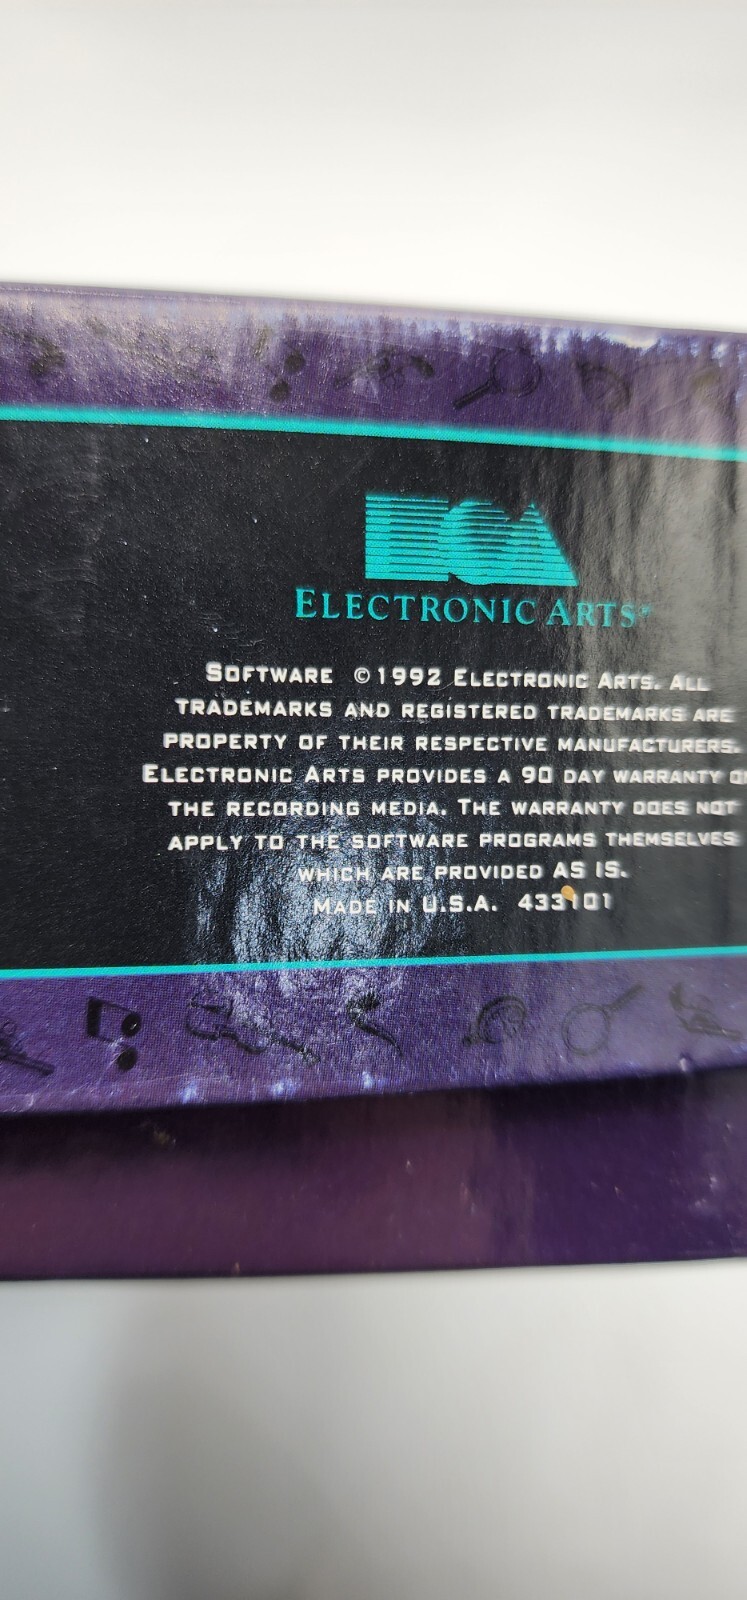 EA
ELECTRONIC ARTS®
SOFTWARE ©1992 ELECTRONIC ARTS. ALL
TRADEMARKS AND REGISTERED TRADEMARKS ARE
PROPERTY OF THEIR RESPECTIVE MANUFACTURERS.
ELECTRONIC ARTS PROVIDES A 90 DAY WARRANTY
THE RECORDING MEDIA. THE WARRANTY DOES NOT
APPLY TO THE SOFTWARE PROGRAMS THEMSELVES
WHICH ARE PROVIDED AS IS.
MADE IN U.S.A. 433101